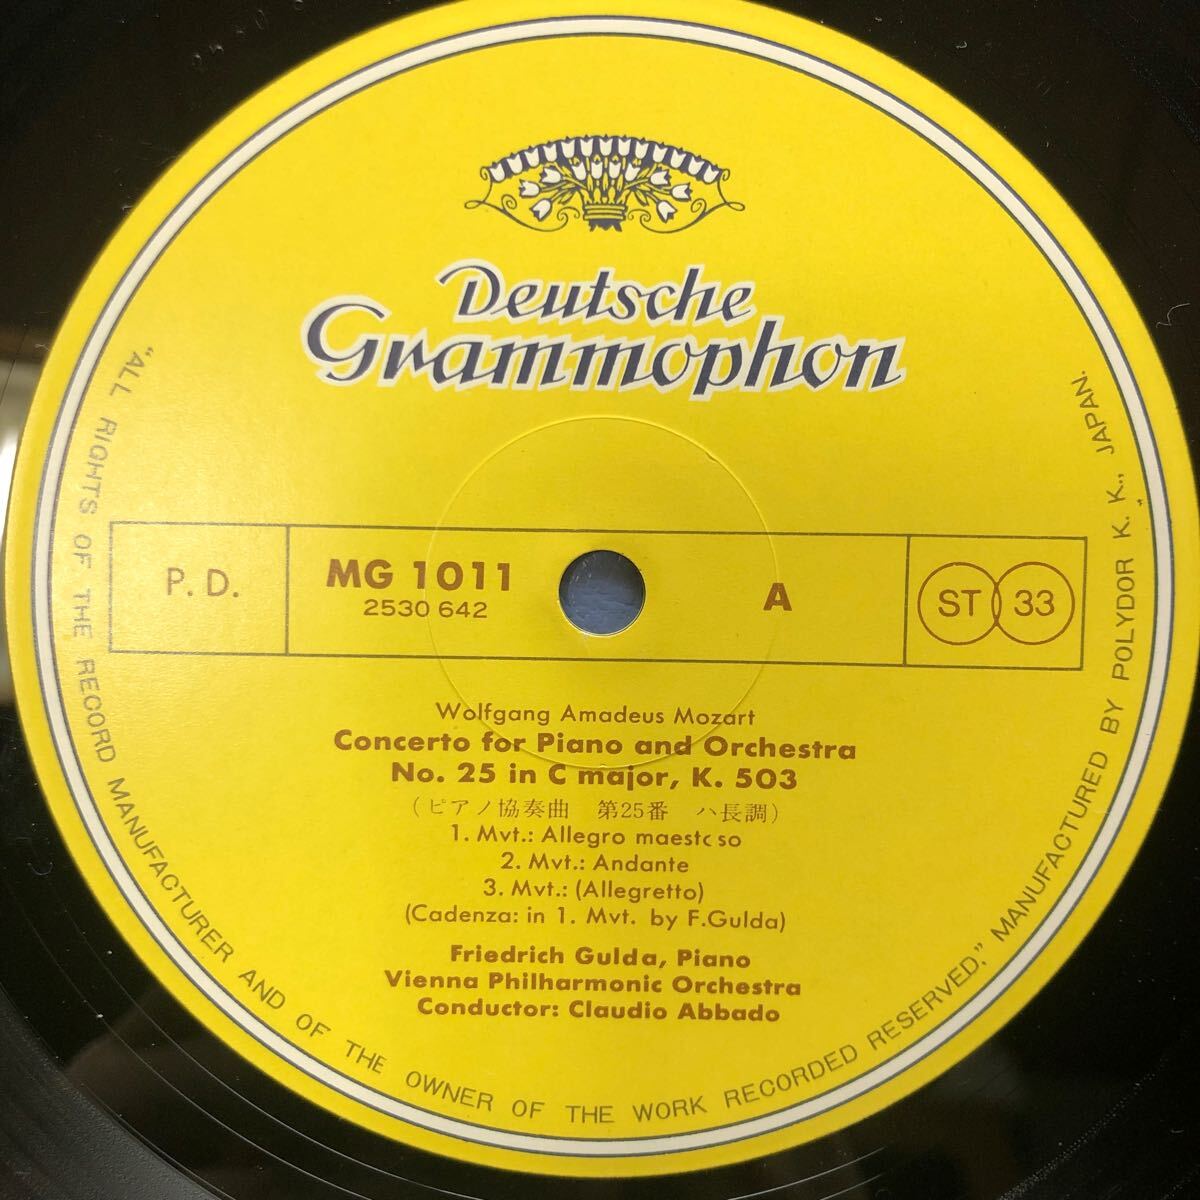 Deutsche
Grammophon
P. D.
MG 1011
2530 642
A
ST 33
Wolfgang Amadeus Mozart
Concerto for Piano and Orchestra
No. 25 in C major, K. 503
(ピアノ協奏曲 第25番 ハ長調)
1. Mvt.: Allegro maestoso
2. Mvt.: Andante
3. Mvt.: (Allegretto)
(Cadenza: in 1. Mvt. by F.Gulda)
Friedrich Gulda, Piano
Vienna Philharmonic Orchestra
Conductor: Claudio Abbado
"ALL RIGHTS OF THE RECORD MANUFACTURER AND OF THE OWNER OF THE WORK RECORDED RESERVED," MANUFACTURED BY POLYDOR K. K., JAPAN.